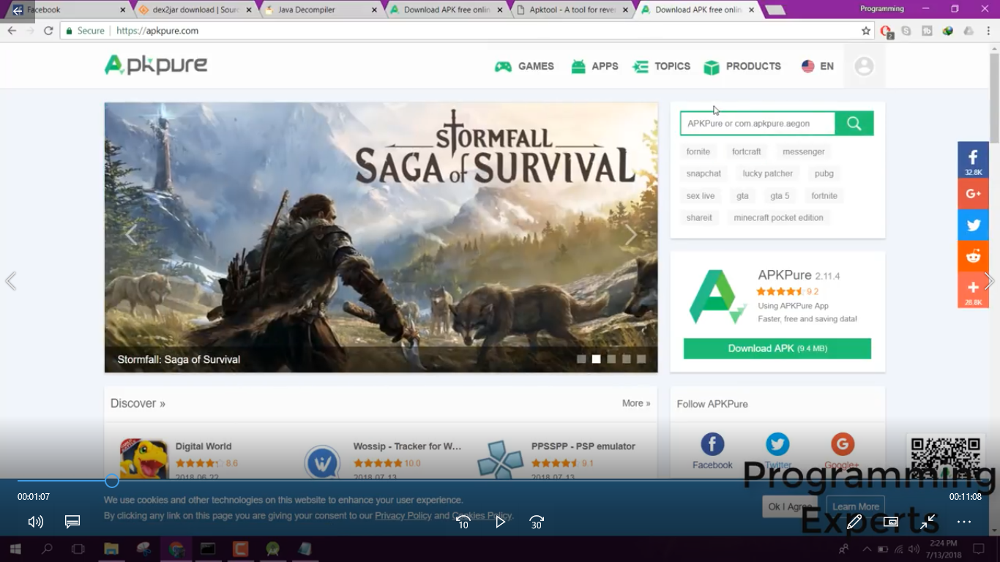 Facebook
dex2jar download | Sour
Java Decompiler
Download APK free onlin
Apktool - A tool for reve
Download APK free onlin
Programming
Secure
https://apkpure.com
2
Apkpure
GAMES
APPS
TOPICS
PRODUCTS
EN
STORMFALL
SAGA of SURVIVAL
Stormfall: Saga of Survival
APKPure or com.apkpure.aegon
fornite fortcraft messenger
snapchat lucky patcher pubg
sex live gta gta 5 fortnite
shareit minecraft pocket edition
32.8K
G+
28.8K
APKPure 2.11.4
9.2
Using APKPure App
Faster, free and saving data!
Download APK (9.4 MB)
Discover »
More »
Digital World
8.6
2018-06-22
Wossip - Tracker for W...
10.0
2018-07-13
PPSSPP - PSP emulator
9.1
2018-07-13
Follow APKPure
Facebook
Twitter
Google+
Programming
Experts
00:01:07
00:11:08
We use cookies and other technologies on this website to enhance your user experience.
By clicking any link on this page you are giving your consent to our Privacy Policy and Cookies Policy.
Ok I Agree
Learn More
10
30
2:24 PM
7/13/2018